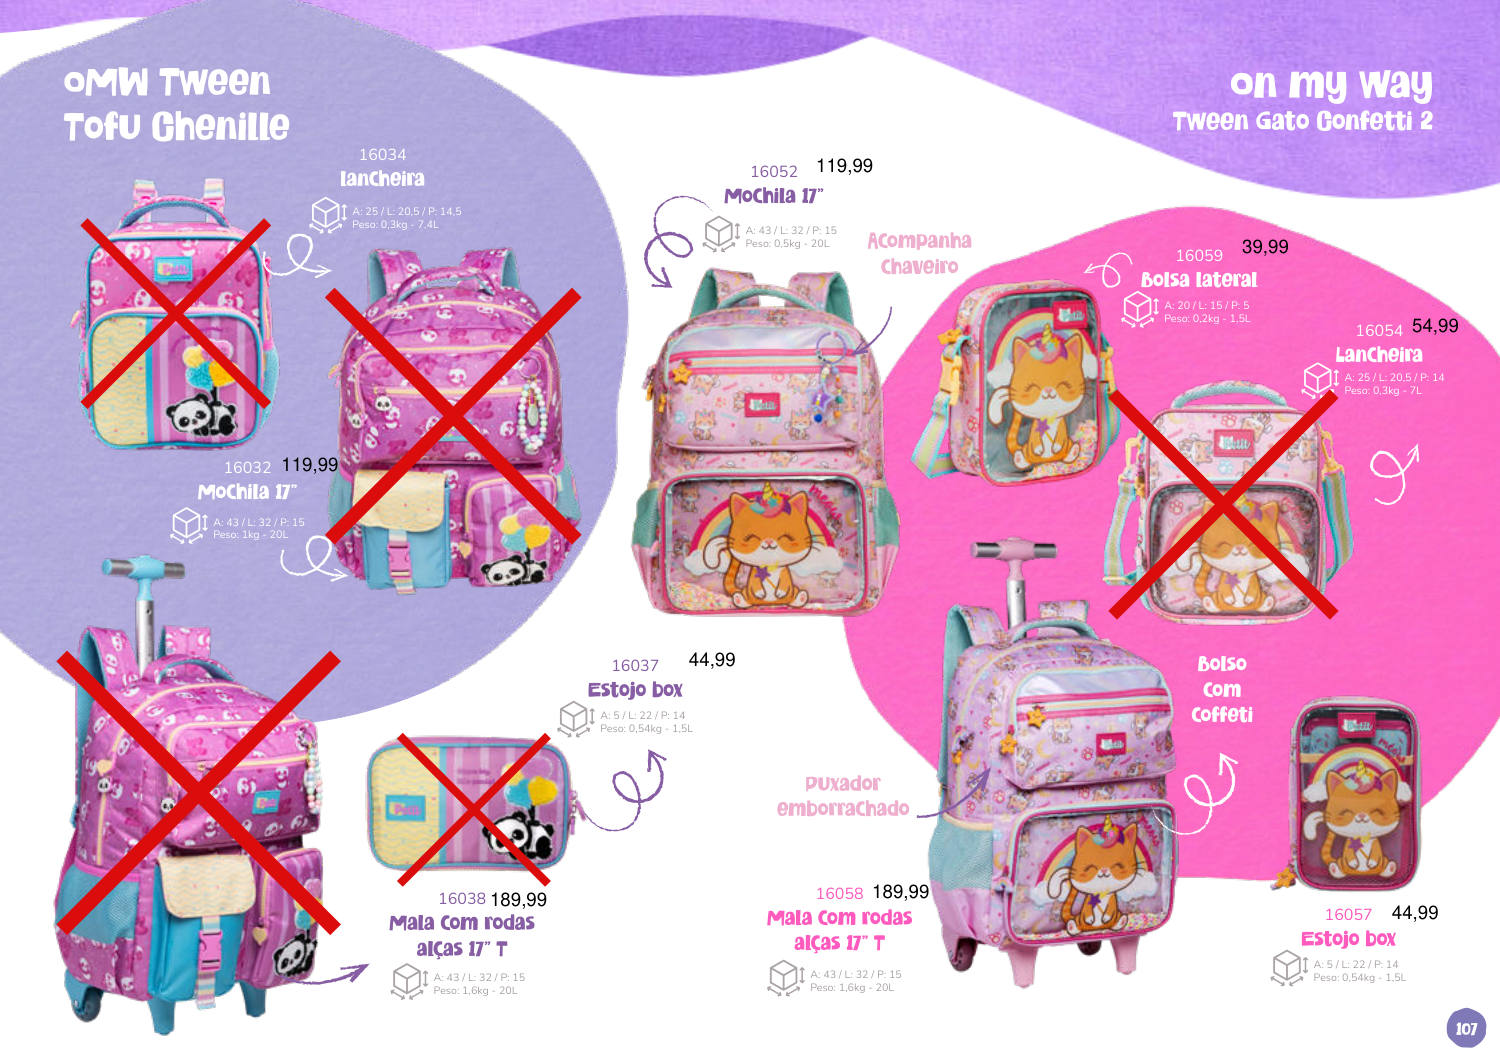 OMW Tween
Tofu Chenille
16034
Lancheira
A: 25 / L: 20,5 / P: 14,5
Peso: 0,3kg - 7,4L
16032 119,99
Mochila 17"
A: 43 / L: 32 / P: 15
Peso: 1kg - 20L
16037 44,99
Estojo box
A: 5 / L: 22 / P: 14
Peso: 0,54kg - 1,5L
16038 189,99
Mala com rodas
alças 17" T
A: 43 / L: 32 / P: 15
Peso: 1,6kg - 20L
on my way
Tween Gato Confetti 2
16052 119,99
Mochila 17"
A: 43 / L: 32 / P: 15
Peso: 0,5kg - 20L
Acompanha
Chaveiro
16059 39,99
Bolsa lateral
A: 20 / L: 15 / P: 5
Peso: 0,2kg - 1,5L
16054 54,99
Lancheira
A: 25 / L: 20,5 / P: 14
Peso: 0,3kg - 7L
Bolso
com
Coffeti
Puxador
emborrachado
16058 189,99
Mala com rodas
alças 17" T
A: 43 / L: 32 / P: 15
Peso: 1,6kg - 20L
16057 44,99
Estojo box
A: 5 / L: 22 / P: 14
Peso: 0,54kg - 1,5L
107